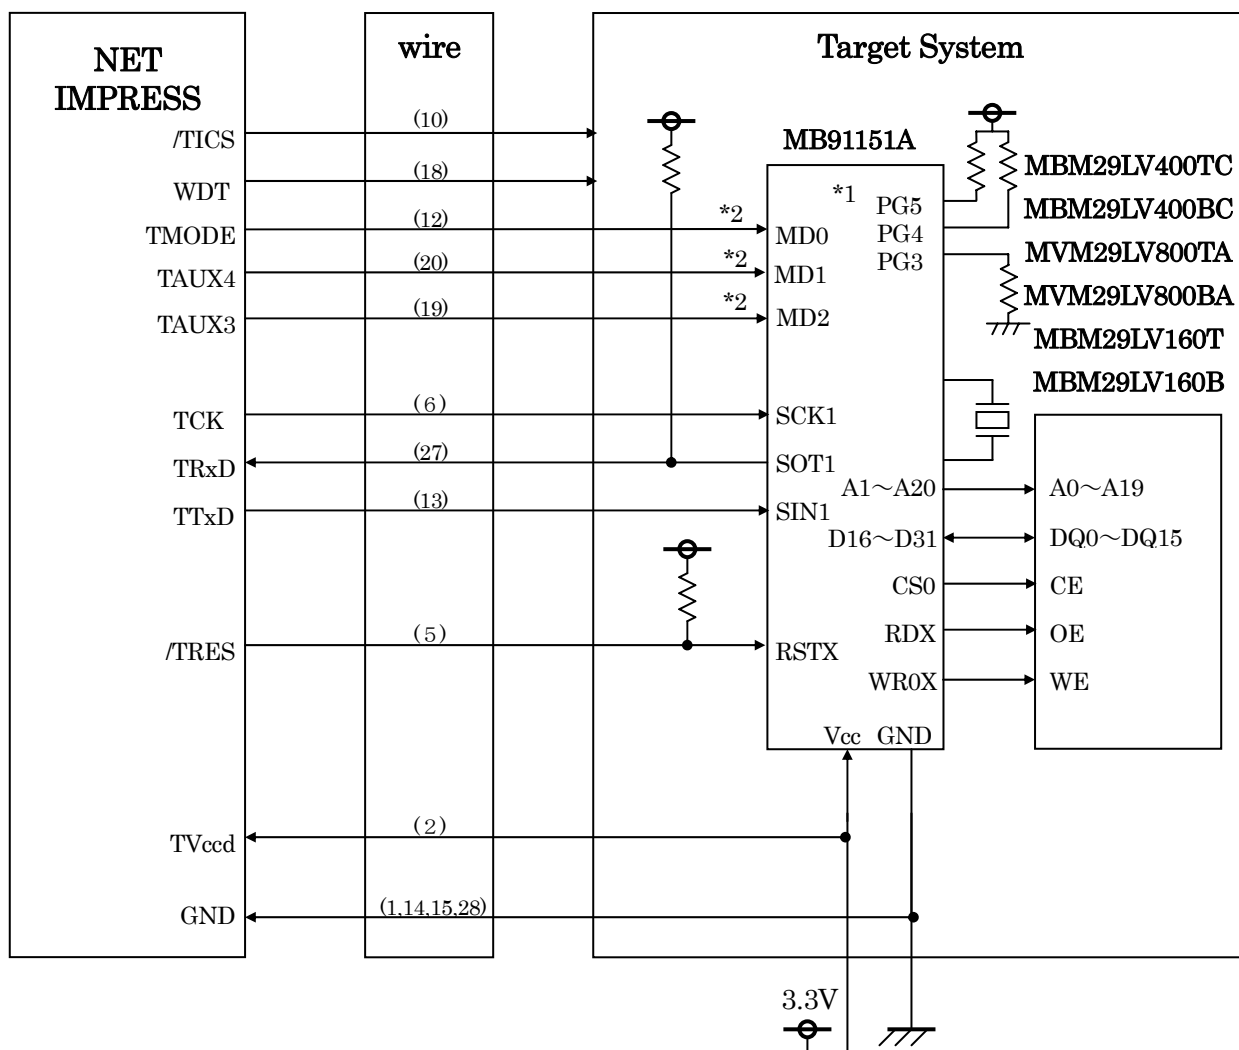 NET
IMPRESS
/TICS
WDT
TMODE
TAUX4
TAUX3
TCK
TRxD
TTxD
/TRES
TVccd
GND
wire
(10)
(18)
(12)
(20)
(19)
(6)
(27)
(13)
(5)
(2)
(1,14,15,28)
Target System
MB91151A
*1
*2
*2
*2
MD0
MD1
MD2
SCK1
SOT1
SIN1
RSTX
PG5
PG4
PG3
A1～A20
D16～D31
CS0
RDX
WR0X
Vcc GND
MBM29LV400TC
MBM29LV400BC
MVM29LV800TA
MVM29LV800BA
MBM29LV160T
MBM29LV160B
A0～A19
DQ0～DQ15
CE
OE
WE
3.3V